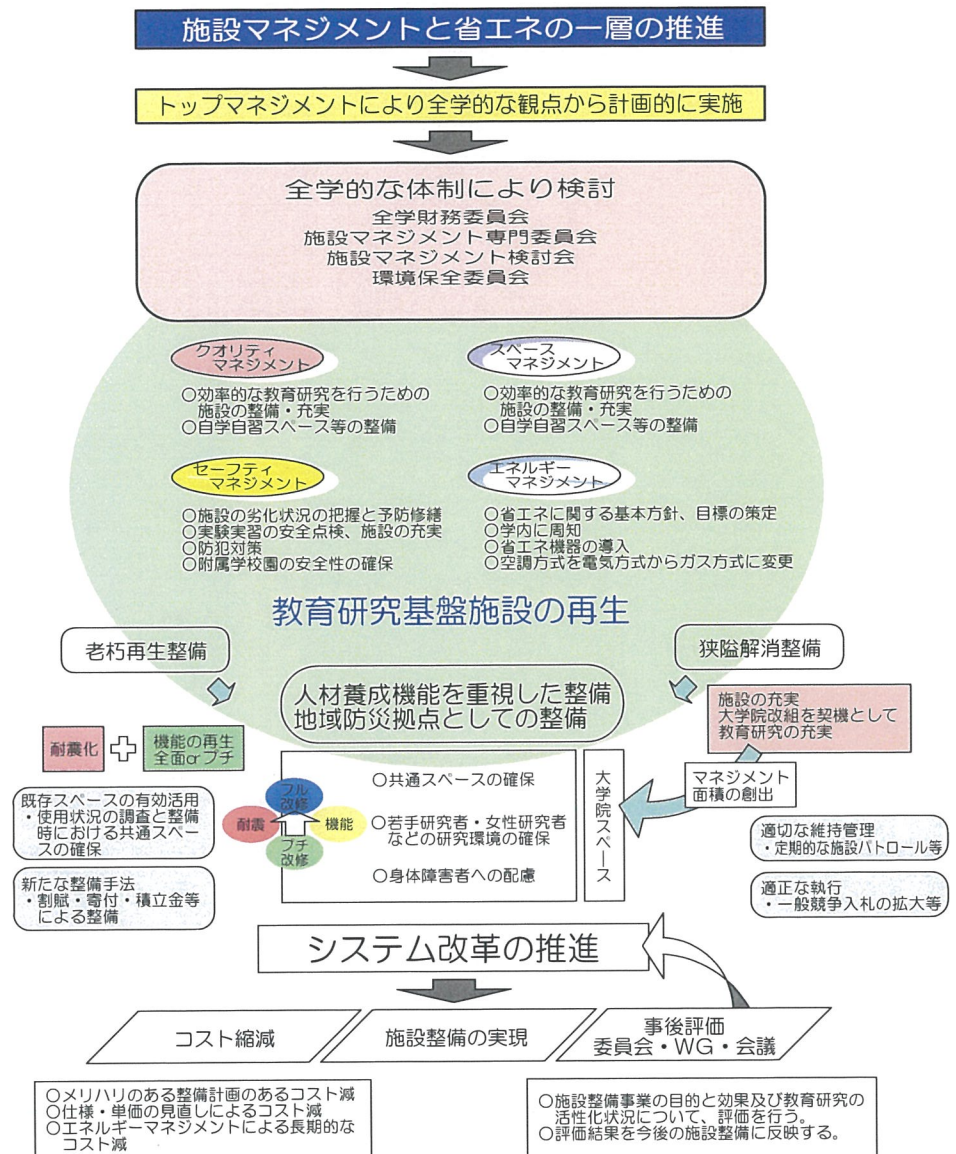 施設マネジメントと省エネの一層の推進
トップマネジメントにより全学的な観点から計画的に実施
全学的な体制により検討
全学財務委員会
施設マネジメント専門委員会
施設マネジメント検討会
環境保全委員会
クオリティ
マネジメント
○効率的な教育研究を行うための
施設の整備・充実
○自学自習スペース等の整備
スペース
マネジメント
○効率的な教育研究を行うための
施設の整備・充実
○自学自習スペース等の整備
セーフティ
マネジメント
○施設の劣化状況の把握と予防修繕
○実験実習の安全点検、施設の充実
○防犯対策
○附属学校園の安全性の確保
エネルギー
マネジメント
○省エネに関する基本方針、目標の策定
○学内に周知
○省エネ機器の導入
○空調方式を電気方式からガス方式に変更
教育研究基盤施設の再生
老朽再生整備
狭隘解消整備
人材養成機能を重視した整備
地域防災拠点としての整備
施設の充実
大学院改組を契機として
教育研究の充実
耐震化
機能の再生
全面orプチ
既存スペースの有効活用
・使用状況の調査と整備
時における共通スペー
スの確保
新たな整備手法
・割賦・寄付・積立金等
による整備
フル
改修
耐震
機能
プチ
改修
○共通スペースの確保
○若手研究者・女性研究者
などの研究環境の確保
○身体障害者への配慮
大学院スペース
マネジメント
面積の創出
適切な維持管理
・定期的な施設パトロール等
適正な執行
・一般競争入札の拡大等
システム改革の推進
コスト縮減
施設整備の実現
事後評価
委員会・WG・会議
○メリハリのある整備計画のあるコスト減
○仕様・単価の見直しによるコスト減
○エネルギーマネジメントによる長期的な
コスト減
○施設整備事業の目的と効果及び教育研究の
活性化状況について、評価を行う。
○評価結果を今後の施設整備に反映する。